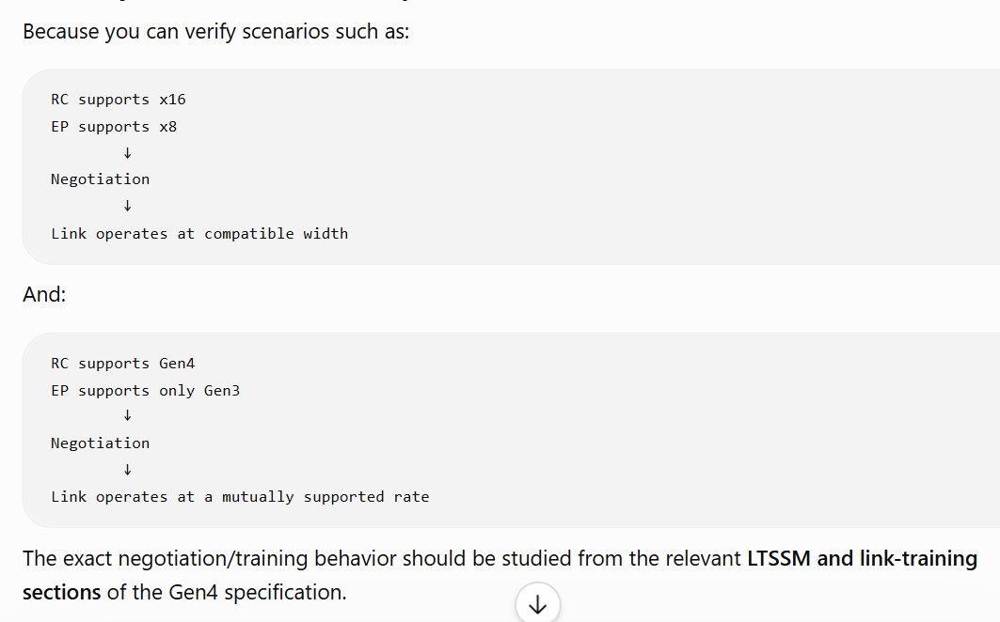 Because you can verify scenarios such as:
RC supports x16
EP supports x8
↓
Negotiation
↓
Link operates at compatible width
And:
RC supports Gen4
EP supports only Gen3
↓
Negotiation
↓
Link operates at a mutually supported rate
The exact negotiation/training behavior should be studied from the relevant LTSSM and link-training
sections of the Gen4 specification.